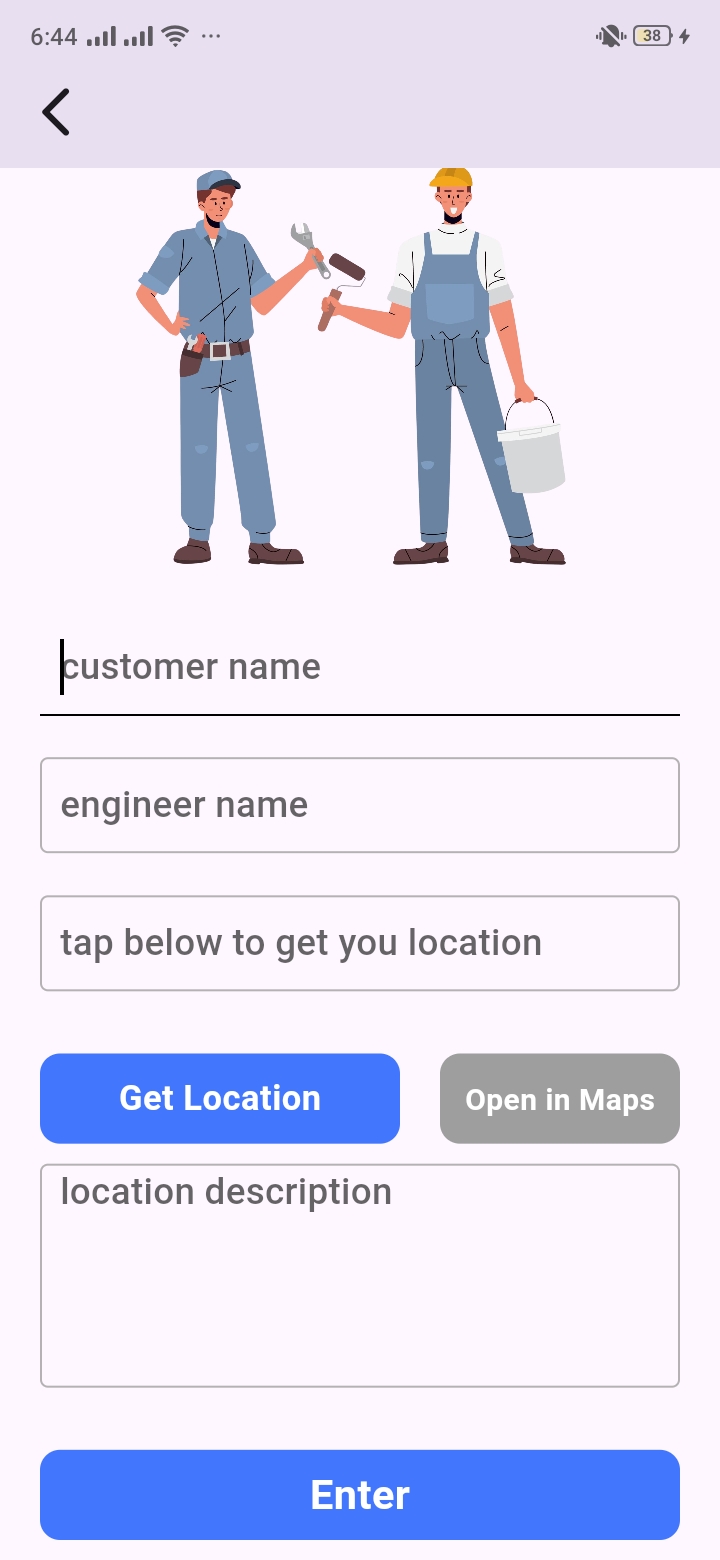 6:44
38
customer name
engineer name
tap below to get you location
Get Location
Open in Maps
location description
Enter